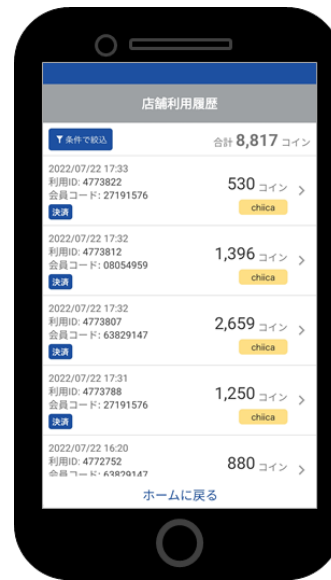 店舗利用履歴
条件で絞込
合計 8,817 コイン
2022/07/22 17:33
利用ID: 4773822
会員コード: 27191576
決済
530 コイン
chiica
2022/07/22 17:32
利用ID: 4773812
会員コード: 08054959
決済
1,396 コイン
chiica
2022/07/22 17:32
利用ID: 4773807
会員コード: 63829147
決済
2,659 コイン
chiica
2022/07/22 17:31
利用ID: 4773788
会員コード: 27191576
決済
1,250 コイン
chiica
2022/07/22 16:20
利用ID: 4772752
会員コード: 63829147
880 コイン
ホームに戻る